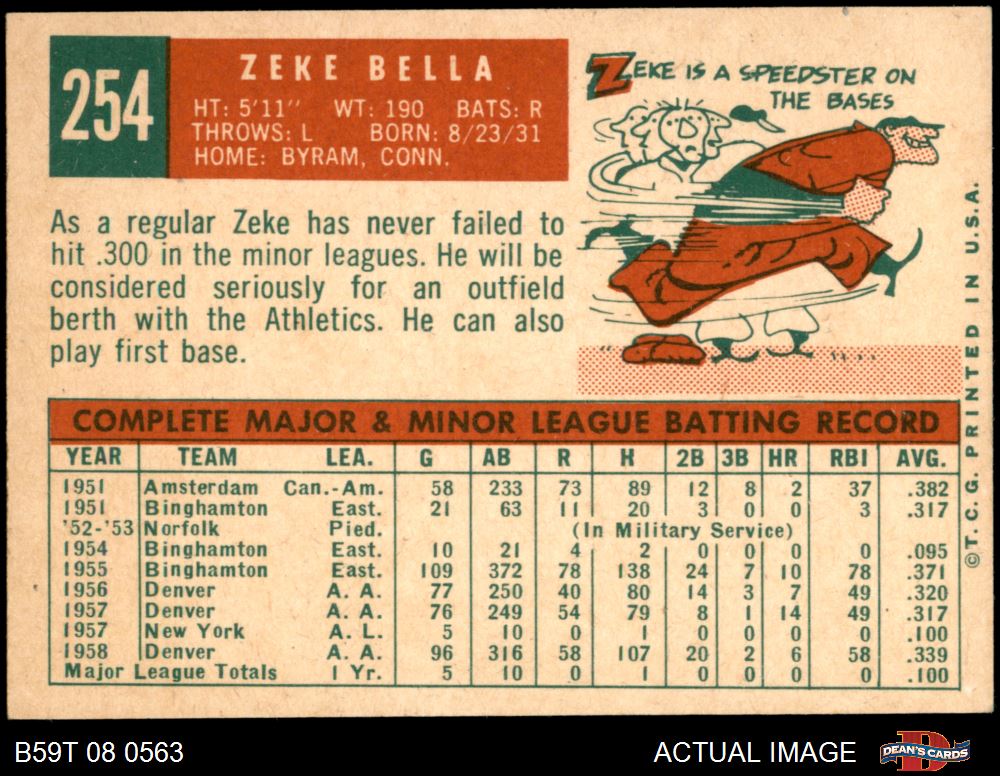 254
ZEKE BELLA
HT: 5'11" WT: 190 BATS: R
THROWS: L BORN: 8/23/31
HOME: BYRAM, CONN.
ZEKE IS A SPEEDSTER ON
THE BASES
As a regular Zeke has never failed to
hit .300 in the minor leagues. He will be
considered seriously for an outfield
berth with the Athletics. He can also
play first base.
COMPLETE MAJOR & MINOR LEAGUE BATTING RECORD
YEAR TEAM LEA. G AB R H 2B 3B HR RBI AVG.
1951 Amsterdam Can.-Am. 58 233 73 89 12 8 2 37 .382
1951 Binghamton East. 21 63 11 20 3 0 0 3 .317
'52-'53 Norfolk Pied. (In Military Service)
1954 Binghamton East. 10 21 4 2 0 0 0 0 .095
1955 Binghamton East. 109 372 78 138 24 7 10 78 .371
1956 Denver A. A. 77 250 40 80 14 3 7 49 .320
1957 Denver A. A. 76 249 54 79 8 1 14 49 .317
1957 New York A. L. 5 10 0 1 0 0 0 0 .100
1958 Denver A. A. 96 316 58 107 20 2 6 58 .339
Major League Totals 1 Yr. 5 10 0 1 0 0 0 0 .100
©T. C. G. PRINTED IN U.S.A.
B59T 08 0563
ACTUAL IMAGE
D
DEAN'S CARDS